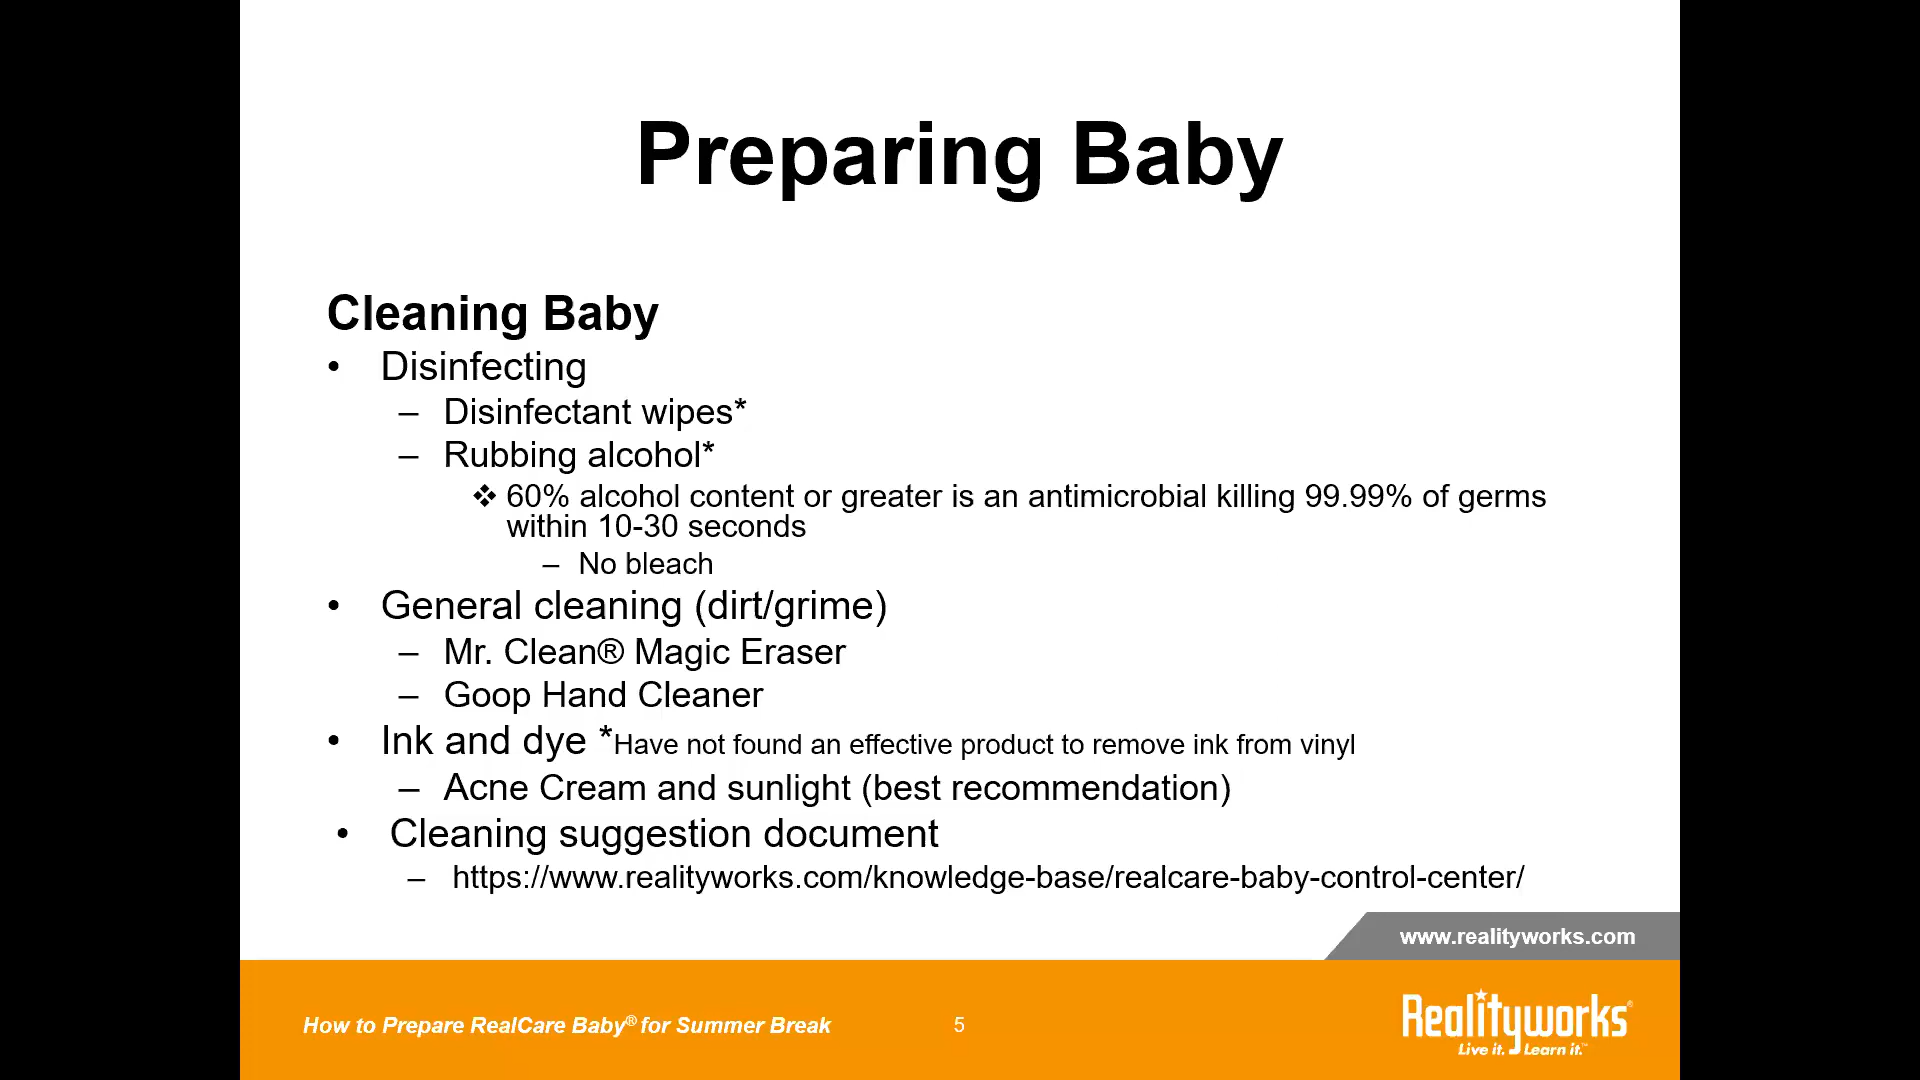 Preparing Baby
Cleaning Baby
• Disinfecting
– Disinfectant wipes*
– Rubbing alcohol*
❖ 60% alcohol content or greater is an antimicrobial killing 99.99% of germs
within 10-30 seconds
– No bleach
• General cleaning (dirt/grime)
– Mr. Clean® Magic Eraser
– Goop Hand Cleaner
• Ink and dye *Have not found an effective product to remove ink from vinyl
– Acne Cream and sunlight (best recommendation)
• Cleaning suggestion document
– https://www.realityworks.com/knowledge-base/realcare-baby-control-center/
www.realityworks.com
How to Prepare RealCare Baby® for Summer Break
5
Realityworks®
Live it. Learn it.™